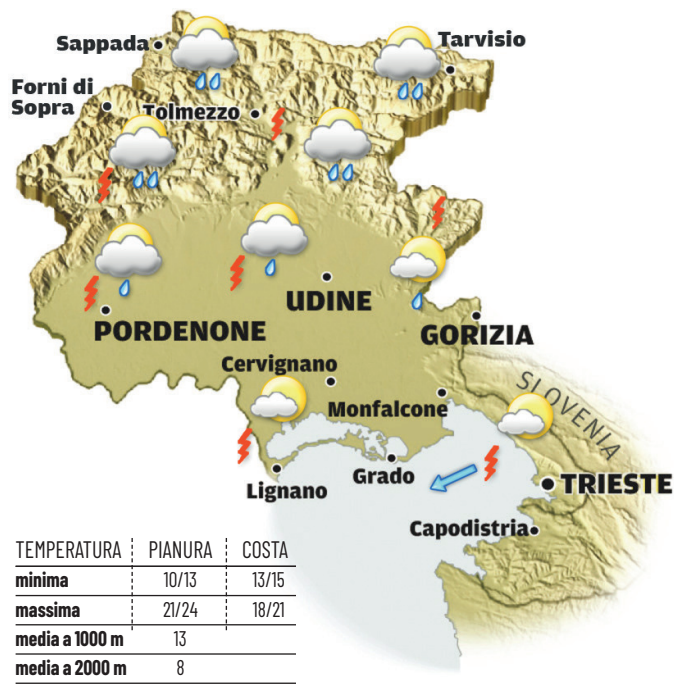 Sappada
Tarvisio
Forni di
Sopra
Tolmezzo
UDINE
PORDENONE
GORIZIA
Cervignano
SLOVENIA
Monfalcone
Grado
Lignano
TRIESTE
Capodistria
TEMPERATURA PIANURA COSTA
minima 10/13 13/15
massima 21/24 18/21
media a 1000 m 13
media a 2000 m 8